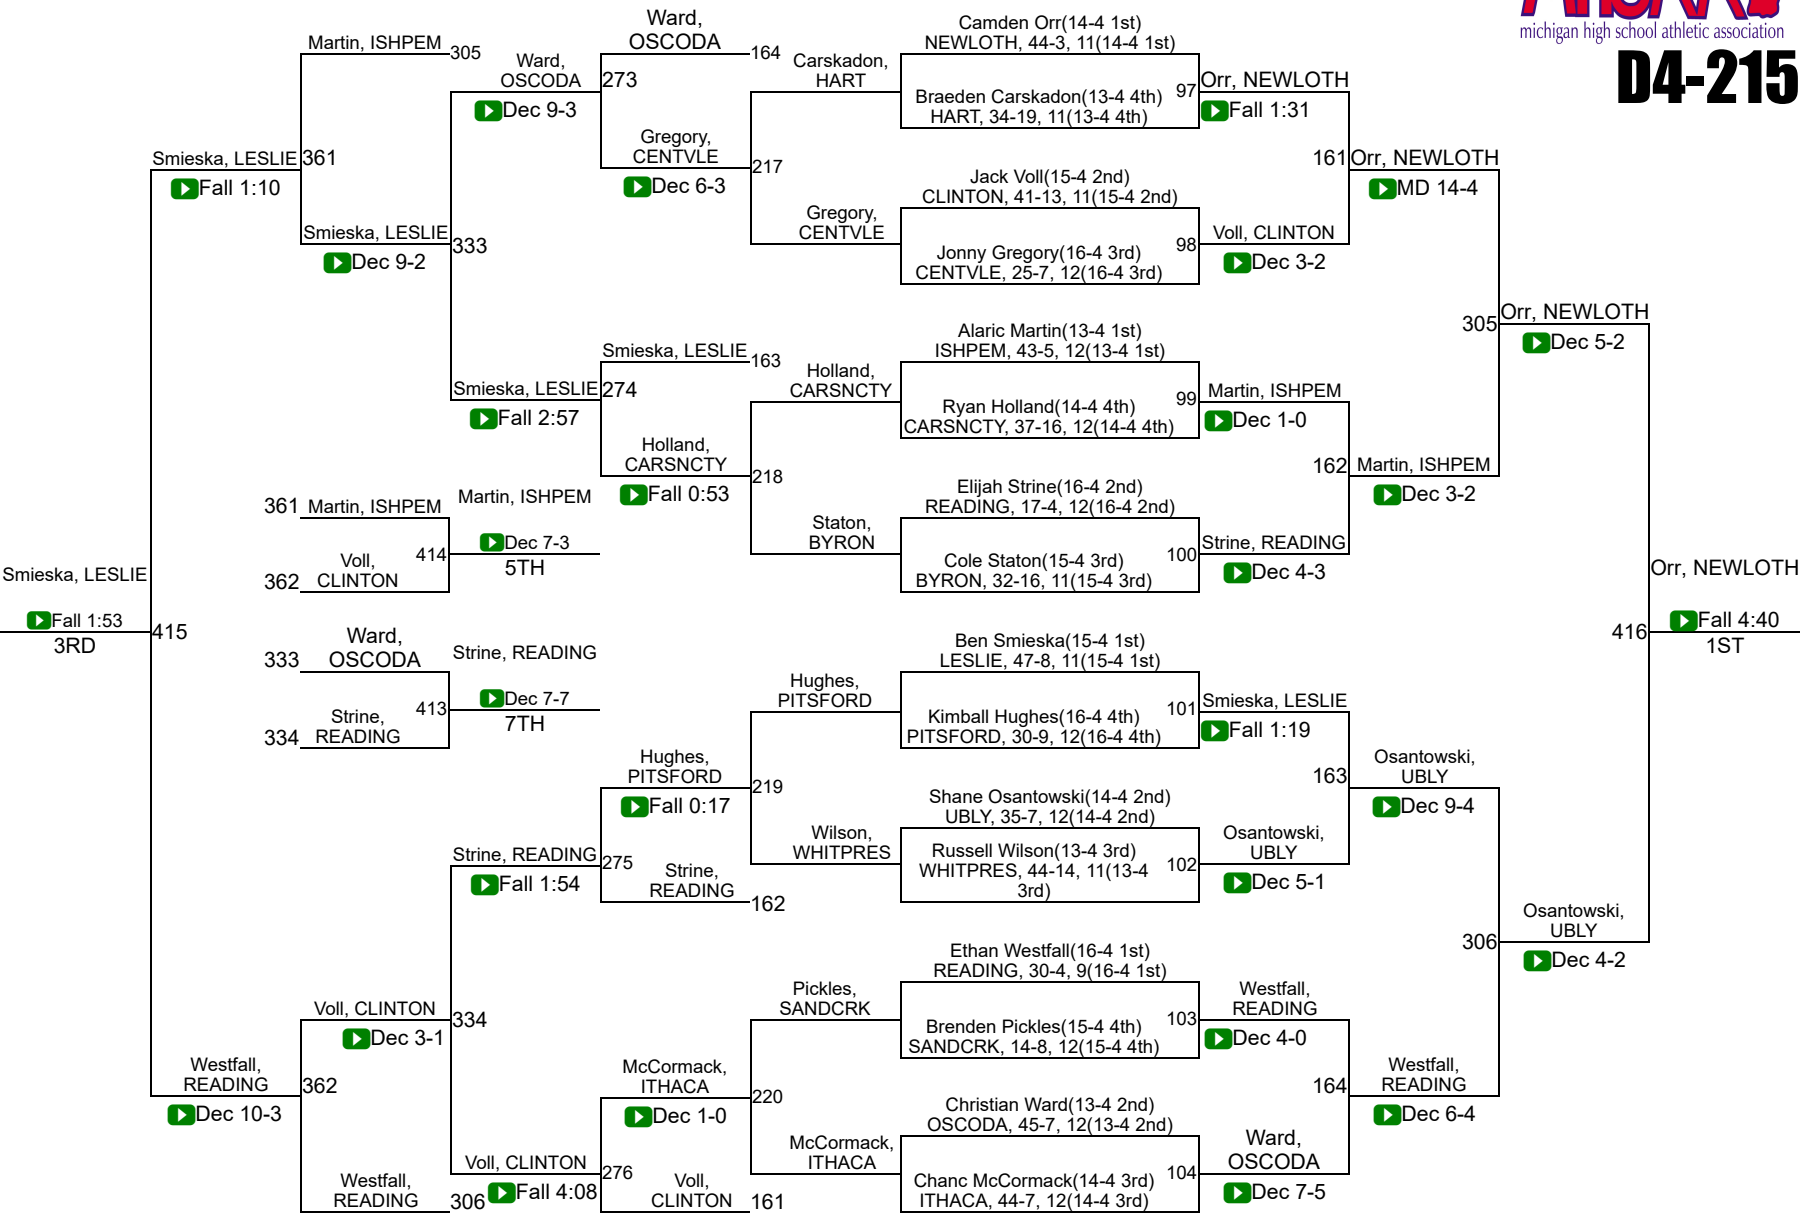 michigan high school athletic association
D4-215
Smieska, LESLIE
Fall 1:53
3RD
415
Smieska, LESLIE
Fall 1:10
Westfall,
READING
Dec 10-3
Martin, ISHPEM
305
361
Smieska, LESLIE
Dec 9-2
333
361
Martin, ISHPEM
Voll,
CLINTON
362
414
Martin, ISHPEM
Dec 7-3
5TH
333
Ward,
OSCODA
Strine,
READING
334
413
Strine, READING
Dec 7-7
7TH
Voll, CLINTON
Dec 3-1
334
362
Westfall,
READING
306
Ward,
OSCODA
Dec 9-3
273
Smieska, LESLIE
Fall 2:57
274
Strine, READING
Fall 1:54
275
Voll, CLINTON
Fall 4:08
276
Ward,
OSCODA
164
Gregory,
CENTVLE
Dec 6-3
217
Smieska, LESLIE
163
Holland,
CARSNCTY
Fall 0:53
218
Hughes,
PITSFORD
Fall 0:17
219
Strine,
READING
162
McCormack,
ITHACA
Dec 1-0
220
Voll,
CLINTON
161
Carskadon,
HART
Gregory,
CENTVLE
Holland,
CARSNCTY
Staton,
BYRON
Hughes,
PITSFORD
Wilson,
WHITPRES
Pickles,
SANDCRK
McCormack,
ITHACA
Camden Orr(14-4 1st)
NEWLOTH, 44-3, 11(14-4 1st)
Braeden Carskadon(13-4 4th)
HART, 34-19, 11(13-4 4th)
97
Jack Voll(15-4 2nd)
CLINTON, 41-13, 11(15-4 2nd)
Jonny Gregory(16-4 3rd)
CENTVLE, 25-7, 12(16-4 3rd)
98
Alaric Martin(13-4 1st)
ISHPEM, 43-5, 12(13-4 1st)
Ryan Holland(14-4 4th)
CARSNCTY, 37-16, 12(14-4 4th)
99
Elijah Strine(16-4 2nd)
READING, 17-4, 12(16-4 2nd)
Cole Staton(15-4 3rd)
BYRON, 32-16, 11(15-4 3rd)
100
Ben Smieska(15-4 1st)
LESLIE, 47-8, 11(15-4 1st)
Kimball Hughes(16-4 4th)
PITSFORD, 30-9, 12(16-4 4th)
101
Shane Osantowski(14-4 2nd)
UBLY, 35-7, 12(14-4 2nd)
Russell Wilson(13-4 3rd)
WHITPRES, 44-14, 11(13-4
3rd)
102
Ethan Westfall(16-4 1st)
READING, 30-4, 9(16-4 1st)
Brenden Pickles(15-4 4th)
SANDCRK, 14-8, 12(15-4 4th)
103
Christian Ward(13-4 2nd)
OSCODA, 45-7, 12(13-4 2nd)
Chanc McCormack(14-4 3rd)
ITHACA, 44-7, 12(14-4 3rd)
104
Orr, NEWLOTH
Fall 1:31
Voll, CLINTON
Dec 3-2
Martin, ISHPEM
Dec 1-0
Strine, READING
Dec 4-3
Smieska, LESLIE
Fall 1:19
Osantowski,
UBLY
Dec 5-1
Westfall,
READING
Dec 4-0
Ward,
OSCODA
Dec 7-5
161
Orr, NEWLOTH
MD 14-4
162
Martin, ISHPEM
Dec 3-2
163
Osantowski,
UBLY
Dec 9-4
164
Westfall,
READING
Dec 6-4
305
Orr, NEWLOTH
Dec 5-2
306
Osantowski,
UBLY
Dec 4-2
416
Orr, NEWLOTH
Fall 4:40
1ST